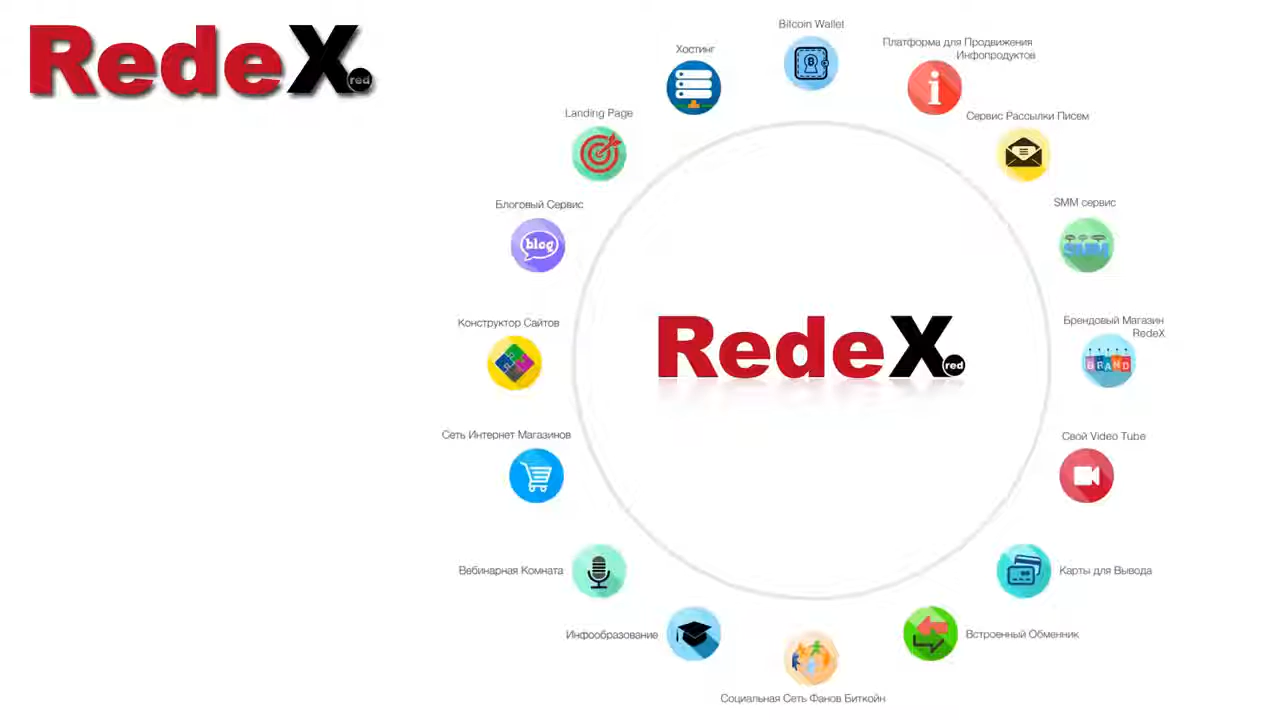 RedeX
red
Bitcoin Wallet
Платформа для Продвижения
Инфопродуктов
Сервис Рассылки Писем
SMM сервис
SMM
Брендовый Магазин
RedeX
BRAND
Свой Video Tube
Карты для Вывода
Встроенный Обменник
Социальная Сеть Фанов Биткойн
Инфообразование
Вебинарная Комната
Сеть Интернет Магазинов
Конструктор Сайтов
Блоговый Сервис
blog
Landing Page
Хостинг
RedeX
red